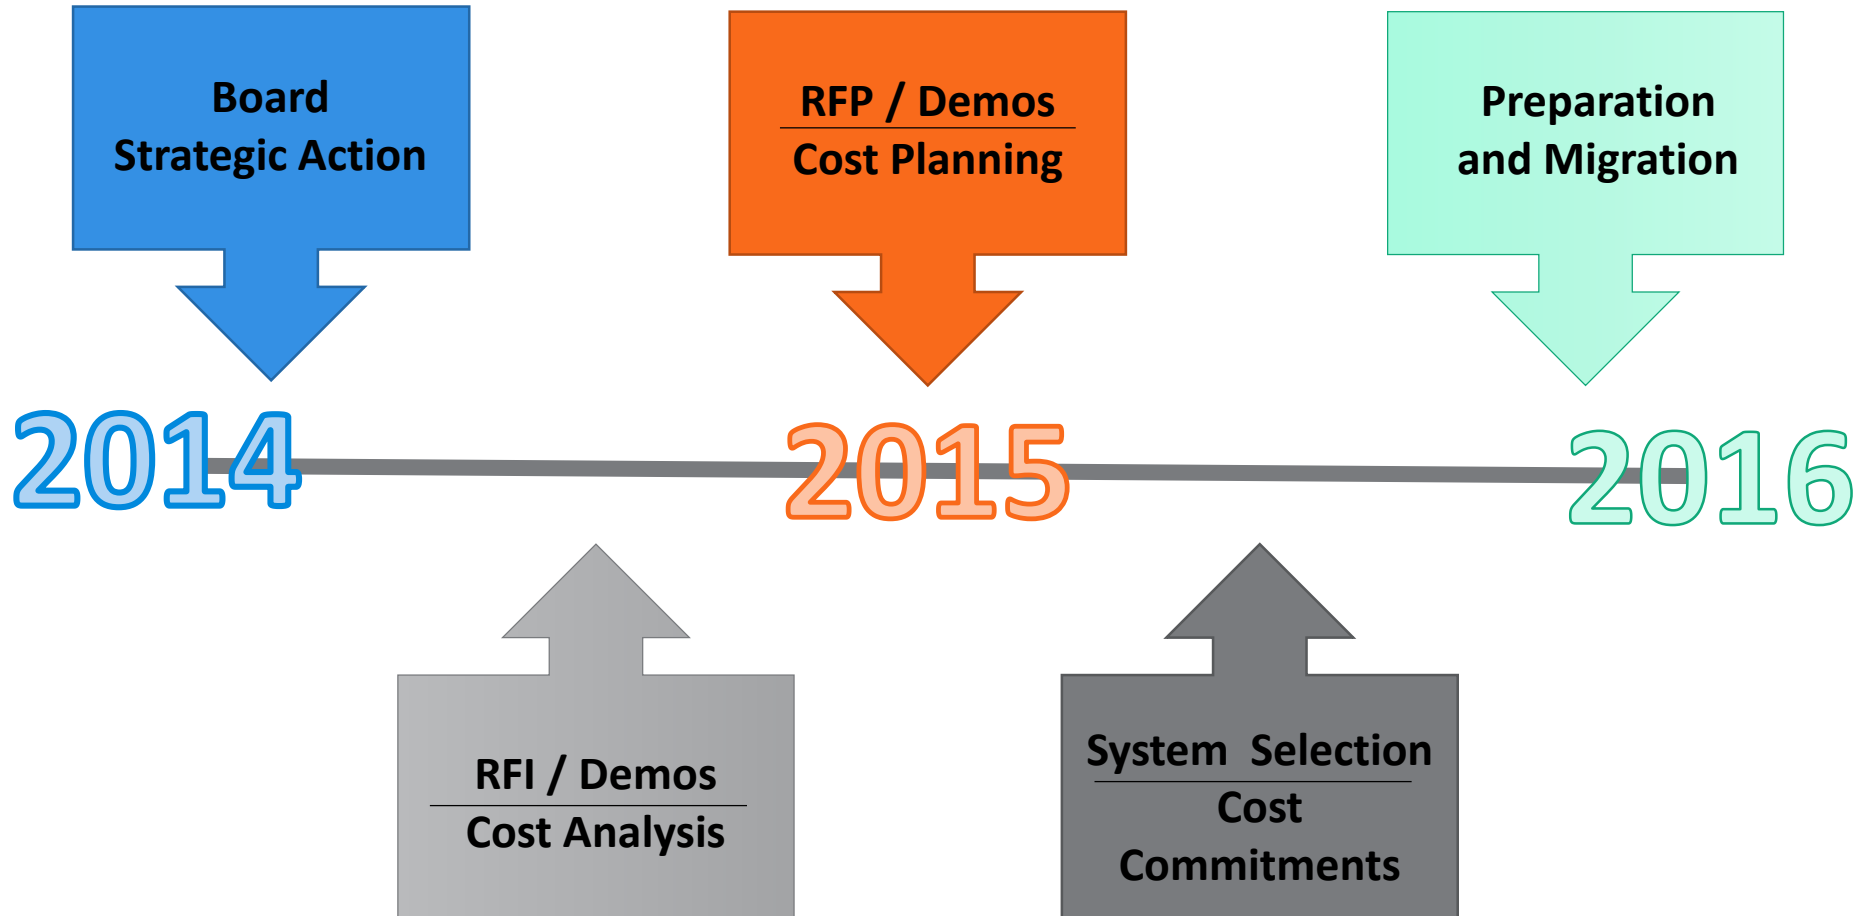 Board
Strategic Action
RFP / Demos
Cost Planning
Preparation
and Migration
2014
2015
2016
RFI / Demos
Cost Analysis
System  Selection
Cost
Commitments